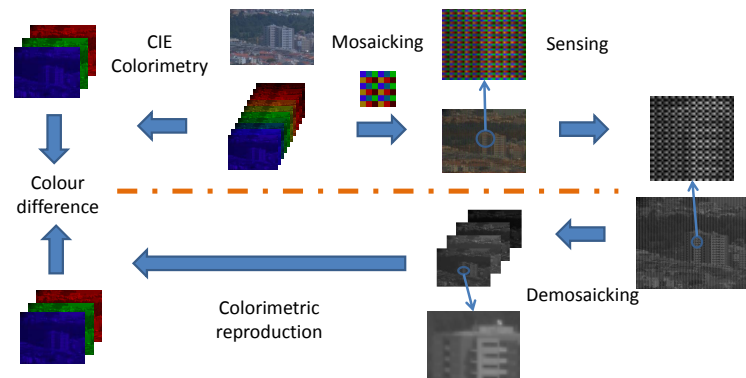 CIE
Colorimetry
Mosaicking
Sensing
Colour
difference
Demosaicking
Colorimetric
reproduction